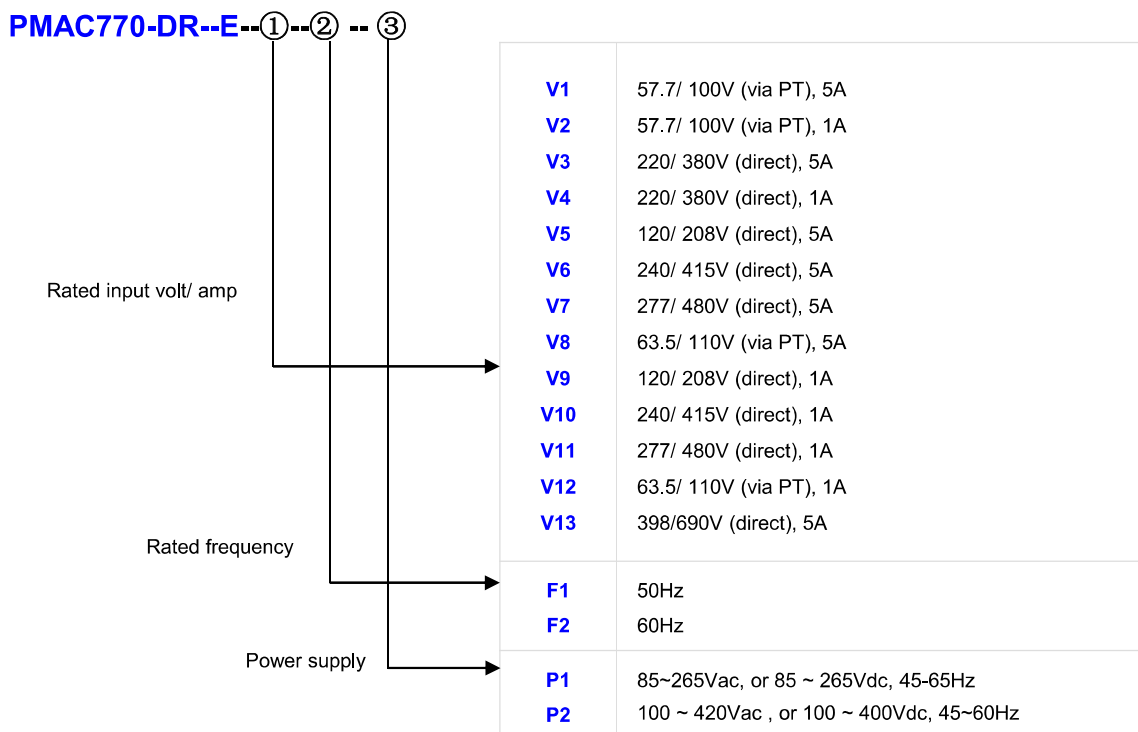 PMAC770-DR--E--①--② -- ③
V1 57.7/ 100V (via PT), 5A
V2 57.7/ 100V (via PT), 1A
V3 220/ 380V (direct), 5A
V4 220/ 380V (direct), 1A
V5 120/ 208V (direct), 5A
V6 240/ 415V (direct), 5A
Rated input volt/ amp
V7 277/ 480V (direct), 5A
V8 63.5/ 110V (via PT), 5A
V9 120/ 208V (direct), 1A
V10 240/ 415V (direct), 1A
V11 277/ 480V (direct), 1A
V12 63.5/ 110V (via PT), 1A
V13 398/690V (direct), 5A
Rated frequency
F1 50Hz
F2 60Hz
Power supply
P1 85~265Vac, or 85 ~ 265Vdc, 45-65Hz
P2 100 ~ 420Vac , or 100 ~ 400Vdc, 45~60Hz